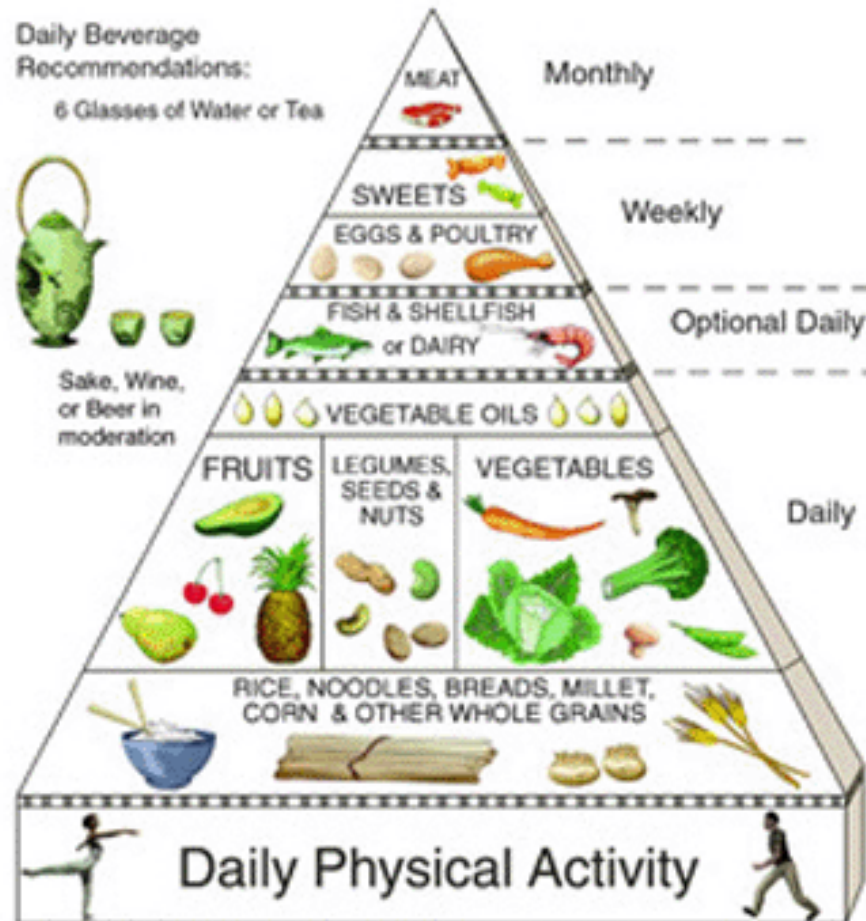 Daily Beverage
Recommendations:
6 Glasses of Water or Tea
MEAT
Monthly
SWEETS
Weekly
EGGS & POULTRY
FISH & SHELLFISH
or DAIRY
Optional Daily
Sake, Wine,
or Beer in
moderation
VEGETABLE OILS
FRUITS
LEGUMES,
SEEDS &
NUTS
VEGETABLES
Daily
RICE, NOODLES, BREADS, MILLET,
CORN & OTHER WHOLE GRAINS
Daily Physical Activity